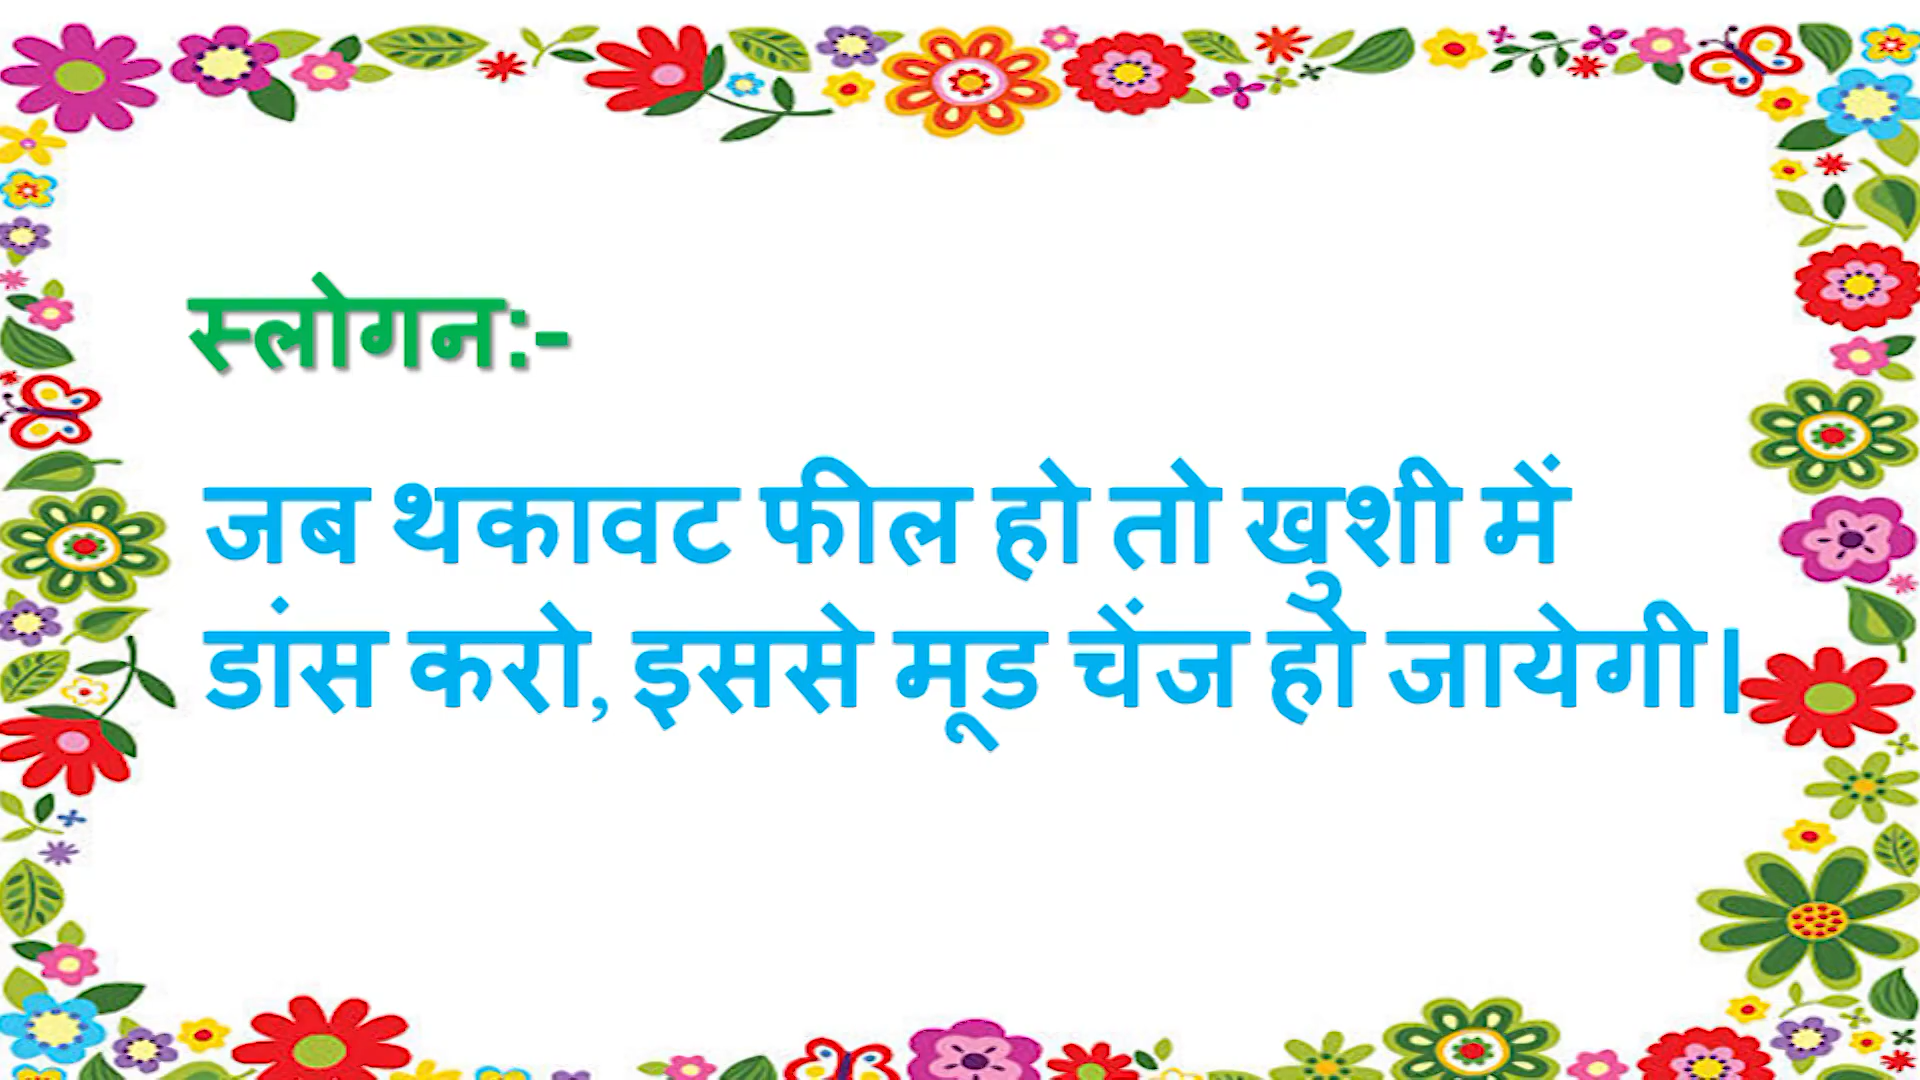 स्लोगन:-
जब थकावट फील हो तो खुशी में
डांस करो, इससे मूड चेंज हो जायेगी।